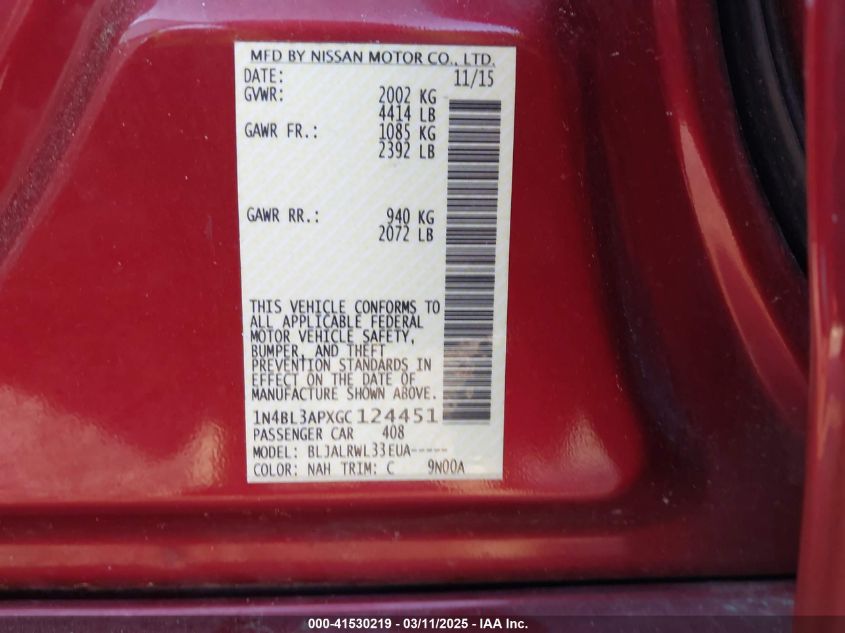 MFD BY NISSAN MOTOR CO., LTD.
DATE: 11/15
GVWR: 2002 KG
4414 LB
GAWR FR.: 1085 KG
2392 LB
GAWR RR.: 940 KG
2072 LB
THIS VEHICLE CONFORMS TO
ALL APPLICABLE FEDERAL
MOTOR VEHICLE SAFETY,
BUMPER, AND THEFT
PREVENTION STANDARDS IN
EFFECT ON THE DATE OF
MANUFACTURE SHOWN ABOVE.
1N4BL3APXGC124451
PASSENGER CAR 408
MODEL: BLJALRWL33EUA-----
COLOR: NAH TRIM: C 9N00A
000-41530219 - 03/11/2025 - IAA Inc.